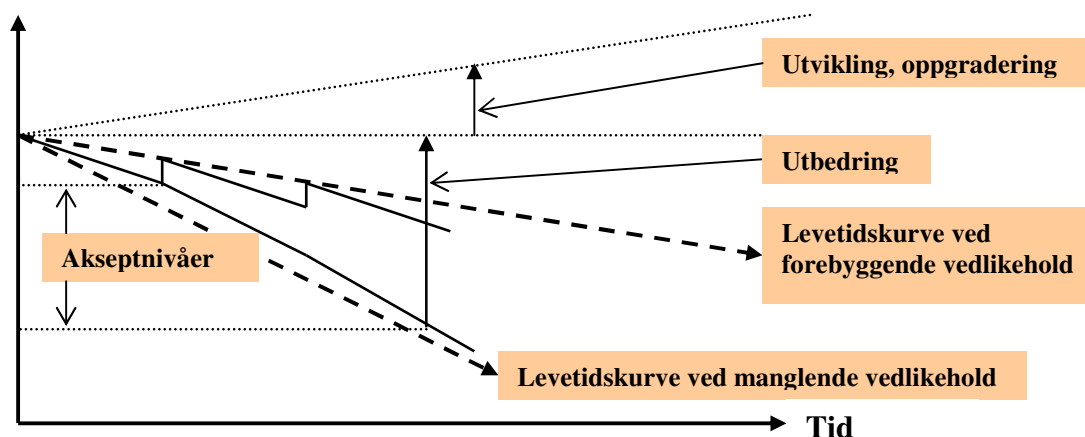 Utvikling, oppgradering
Utbedring
Levetidskurve ved
forebyggende vedlikehold
Akseptnivåer
Levetidskurve ved manglende vedlikehold
Tid